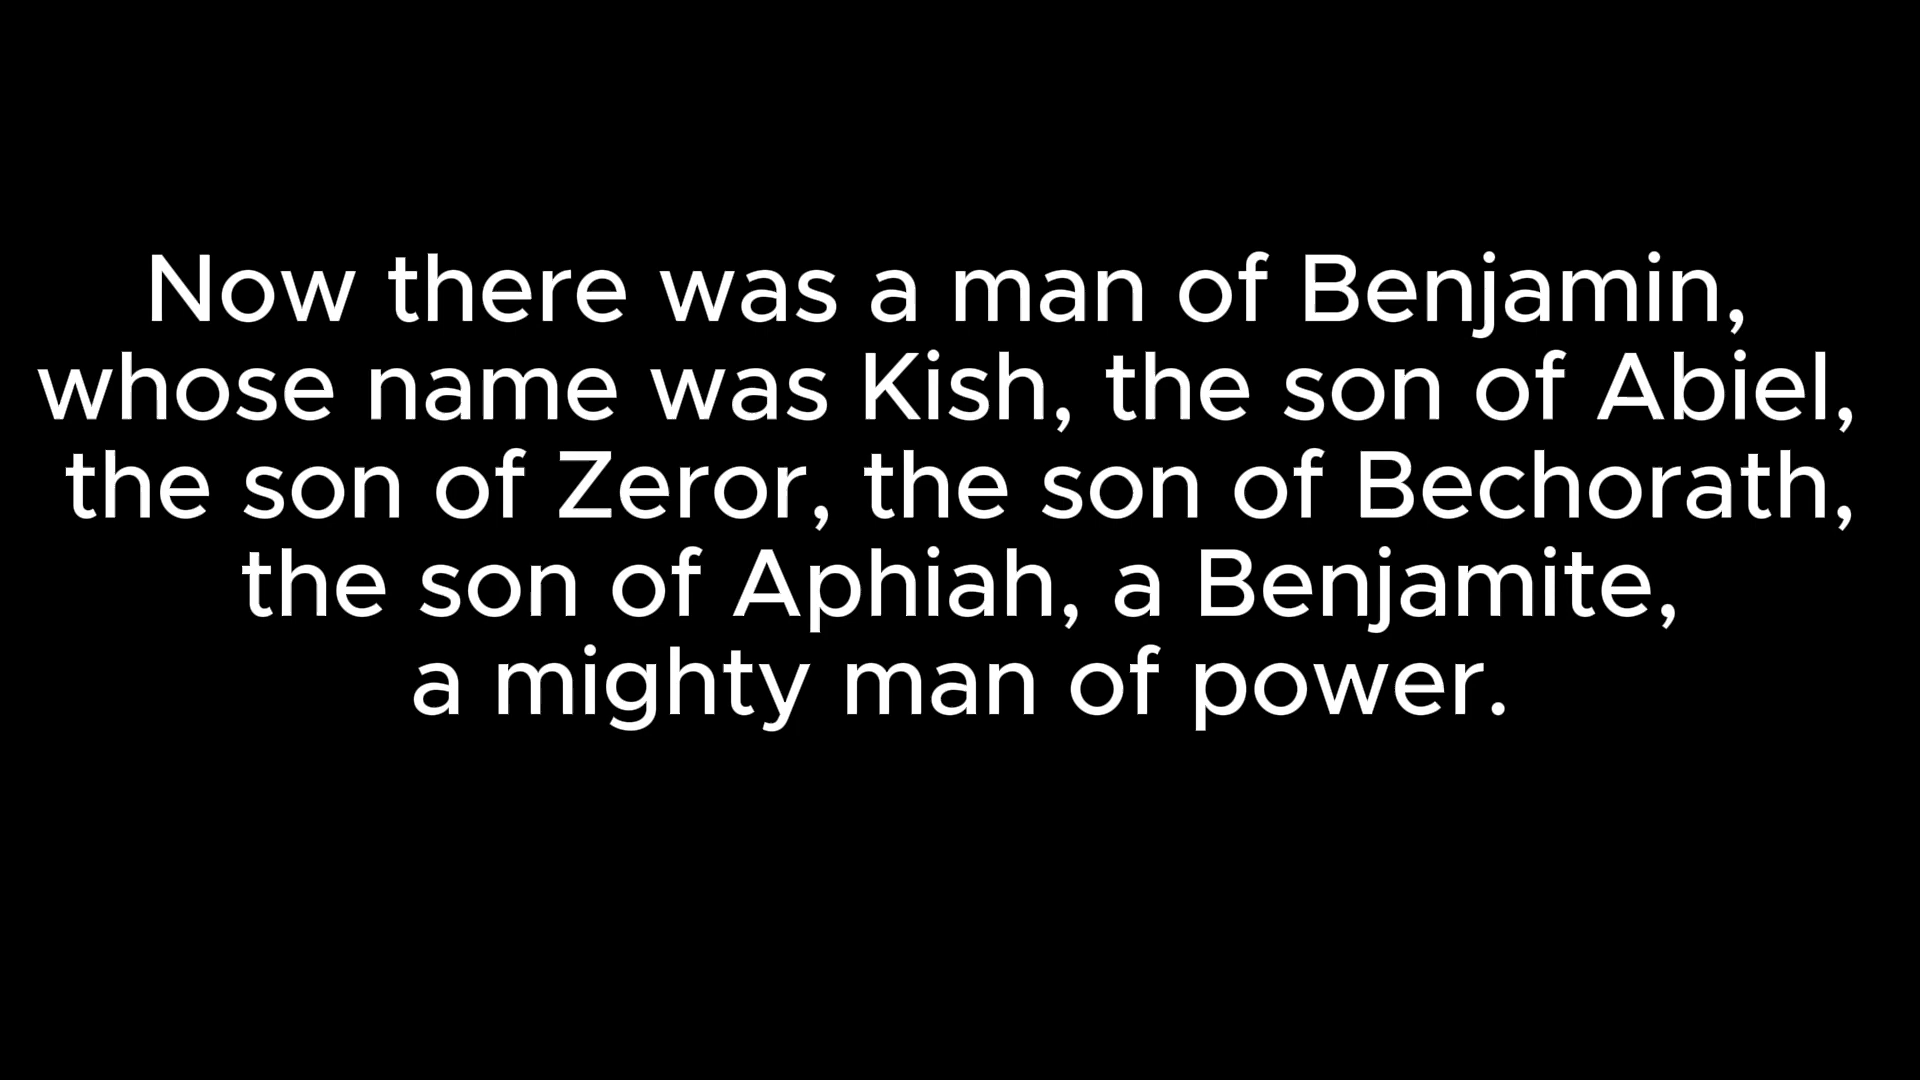 Now there was a man of Benjamin,
whose name was Kish, the son of Abiel,
the son of Zeror, the son of Bechorath,
the son of Aphiah, a Benjamite,
a mighty man of power.